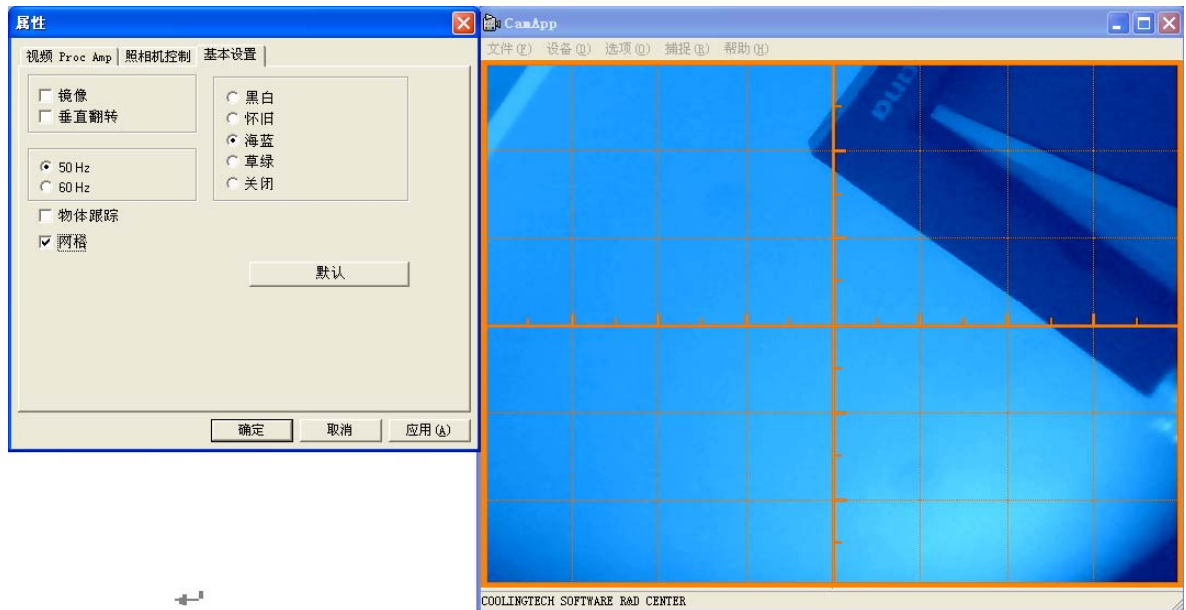 属性
视频 Proc Amp
照相机控制
基本设置
镜像
垂直翻转
50 Hz
60 Hz
黑白
怀旧
海蓝
草绿
关闭
物体跟踪
网格
默认
确定
取消
应用(A)
CamApp
文件(F) 设备(D) 选项(O) 捕捉(R) 帮助(H)
ana
COOLINGTECH SOFTWARE R&D CENTER